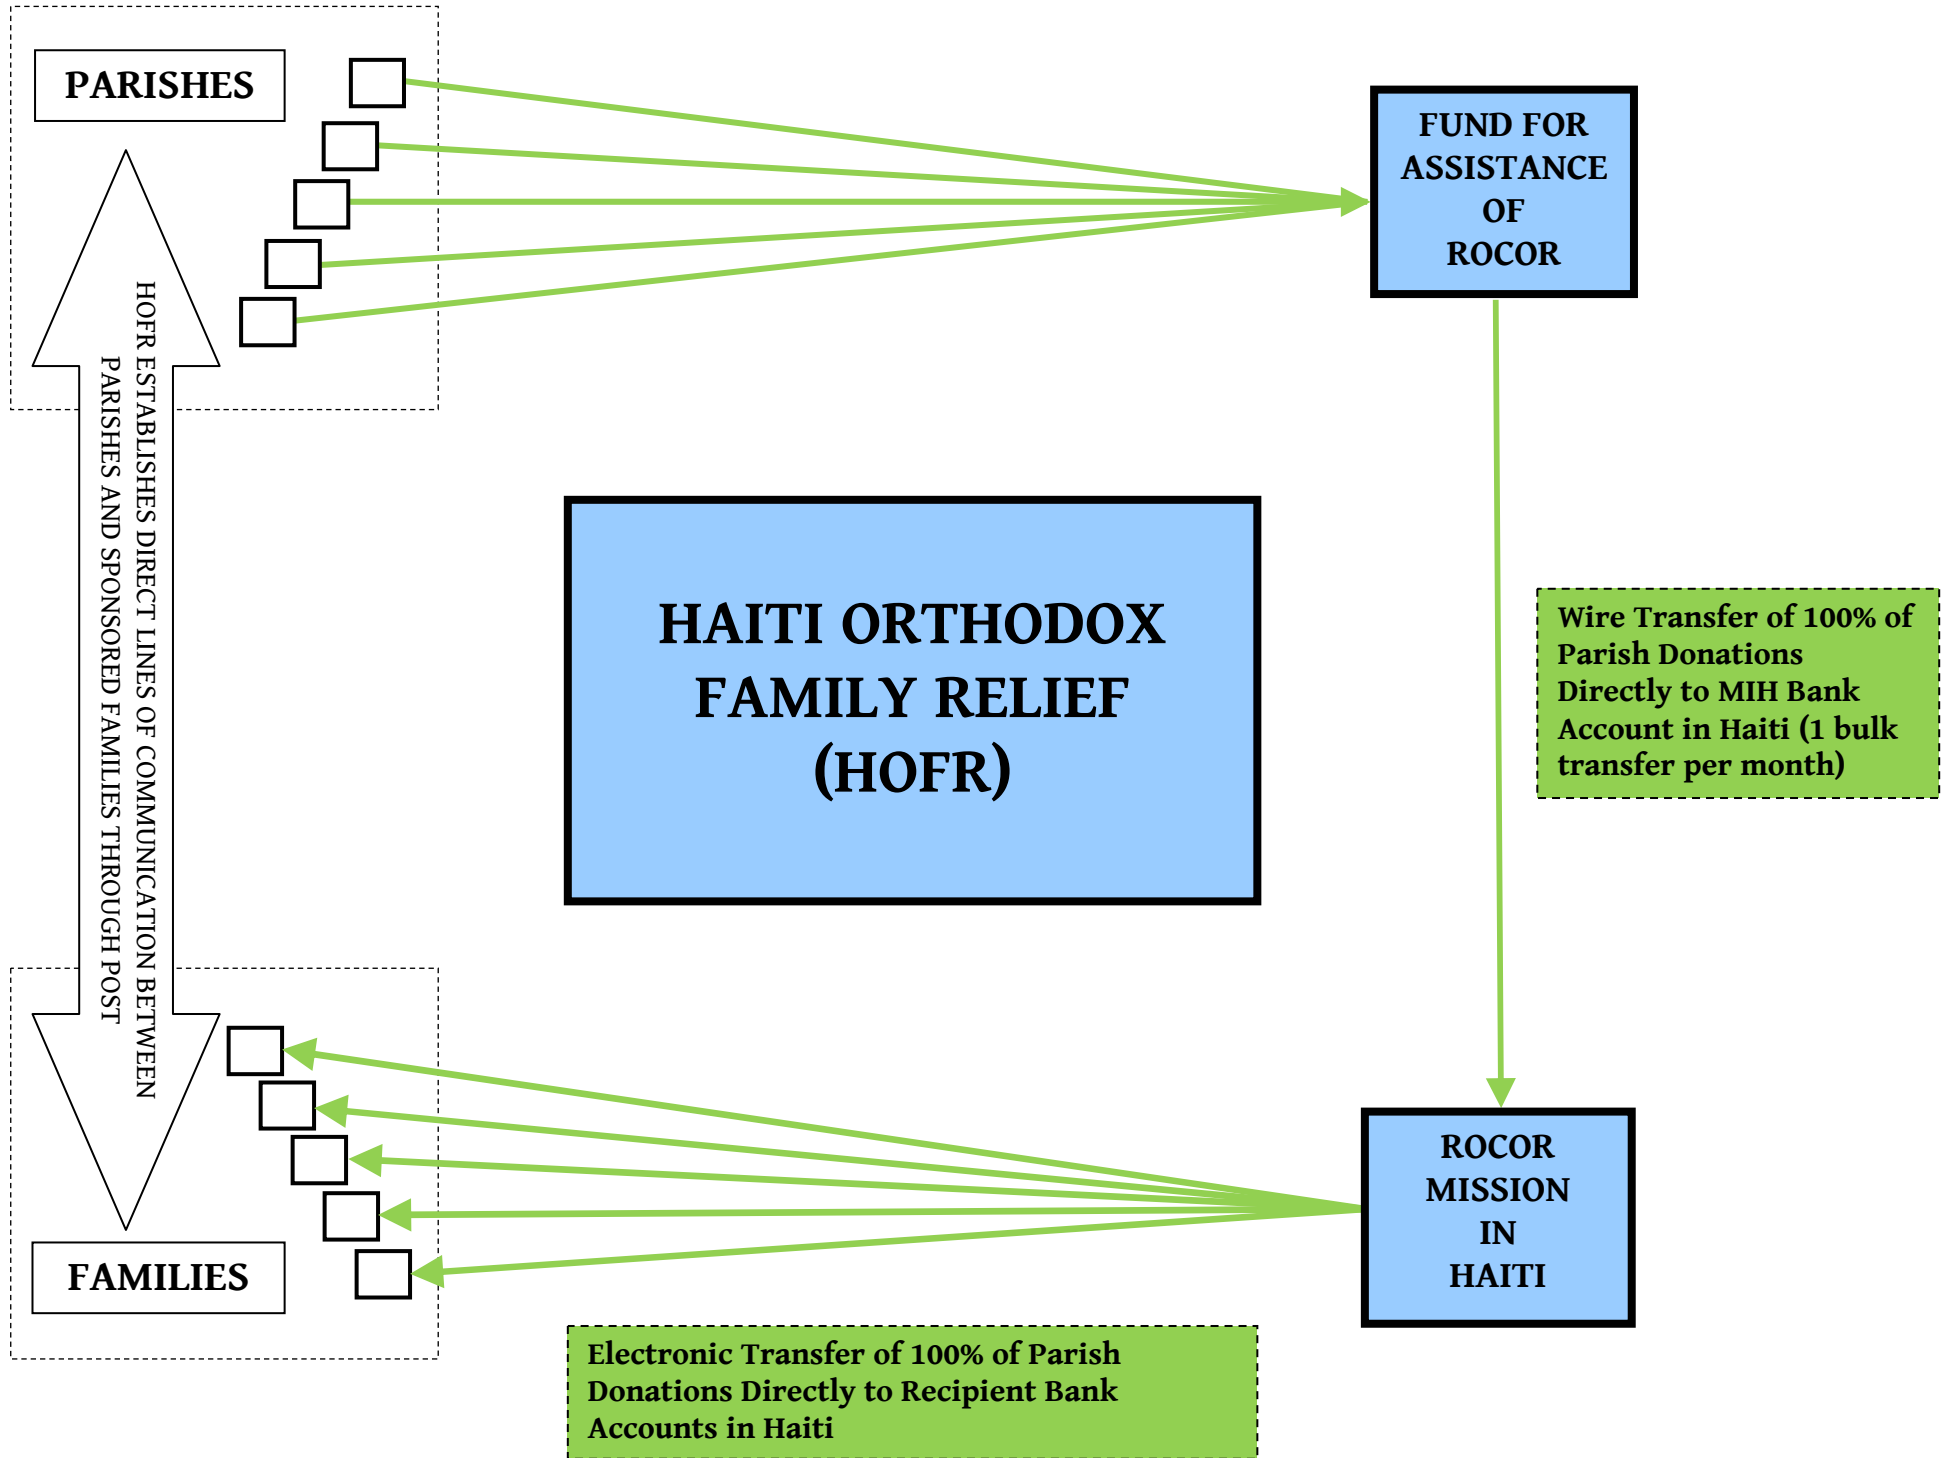 PARISHES
FUND FOR
ASSISTANCE
OF
ROCOR
HOFR ESTABLISHES DIRECT LINES OF COMMUNICATION BETWEEN
PARISHES AND SPONSORED FAMILIES THROUGH POST
HAITI ORTHODOX
FAMILY RELIEF
(HOFR)
Wire Transfer of 100% of
Parish Donations
Directly to MIH Bank
Account in Haiti (1 bulk
transfer per month)
ROCOR
MISSION
IN
HAITI
FAMILIES
Electronic Transfer of 100% of Parish
Donations Directly to Recipient Bank
Accounts in Haiti